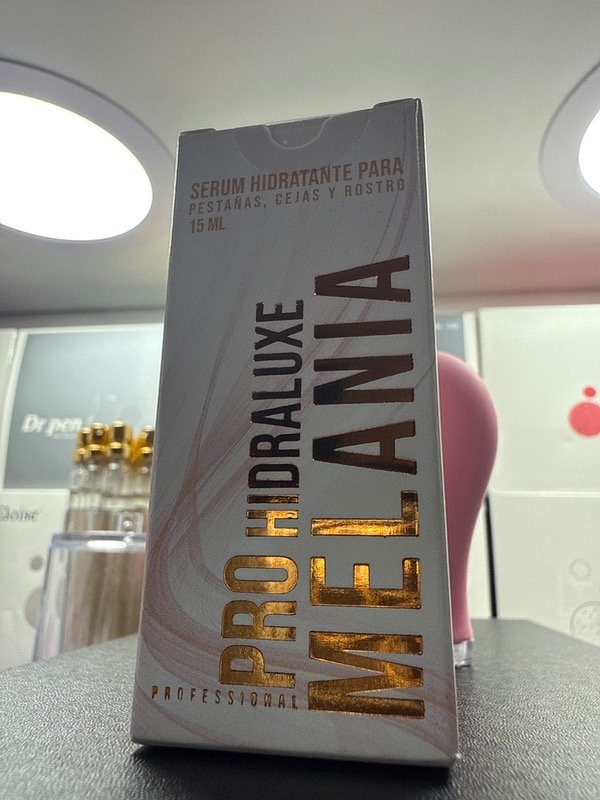 SERUM HIDRATANTE PARA
PESTAÑAS, CEJAS Y ROSTRO
15 ML
PRO HIDRALUXE
MELANIA
PROFESSIONAL
Dr.pen